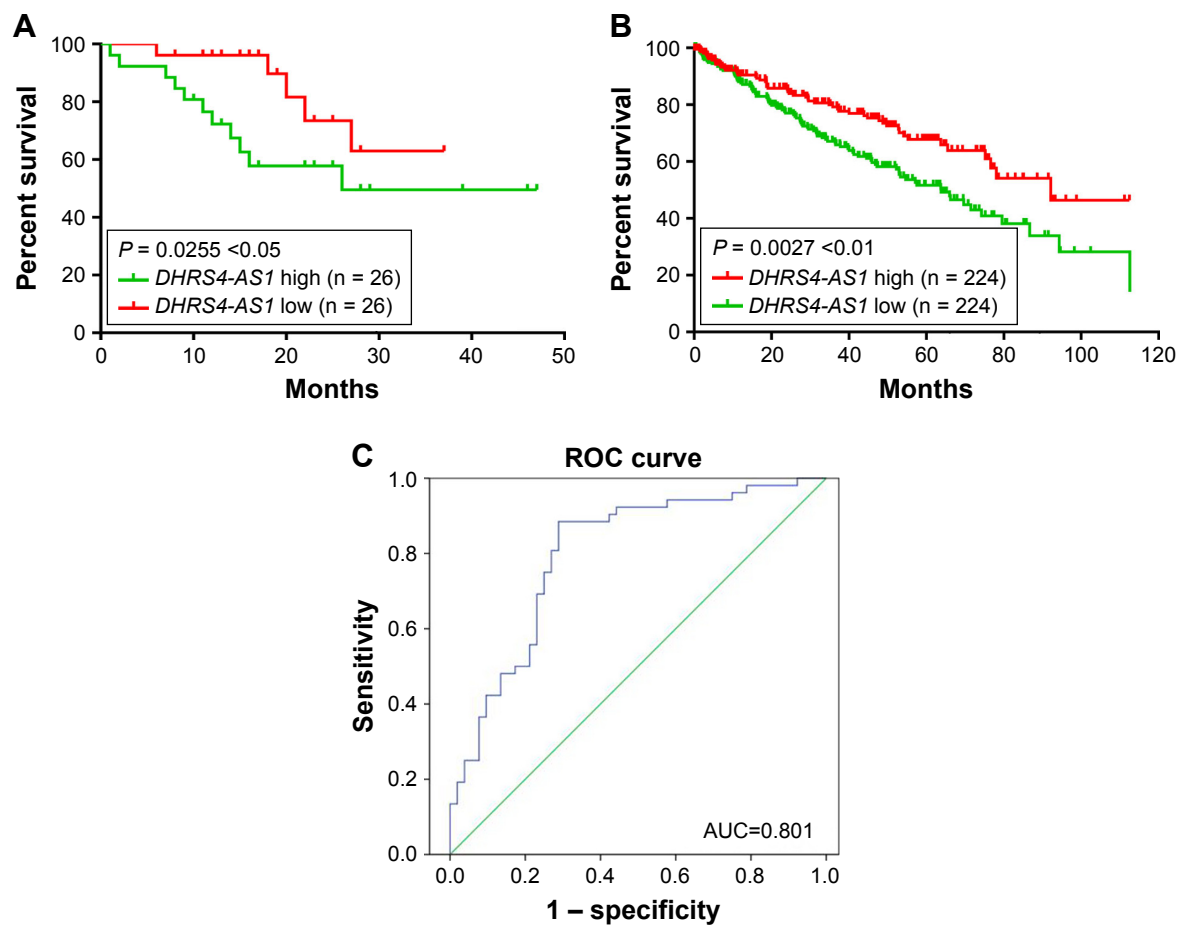 A
Percent survival
100
80
60
40
20
0
P = 0.0255 <0.05
DHRS4-AS1 high (n = 26)
DHRS4-AS1 low (n = 26)
0 10 20 30 40 50
Months
B
Percent survival
100
80
60
40
20
0
P = 0.0027 <0.01
DHRS4-AS1 high (n = 224)
DHRS4-AS1 low (n = 224)
0 20 40 60 80 100 120
Months
C
ROC curve
Sensitivity
1.0
0.8
0.6
0.4
0.2
0.0
AUC=0.801
0.0 0.2 0.4 0.6 0.8 1.0
1 – specificity